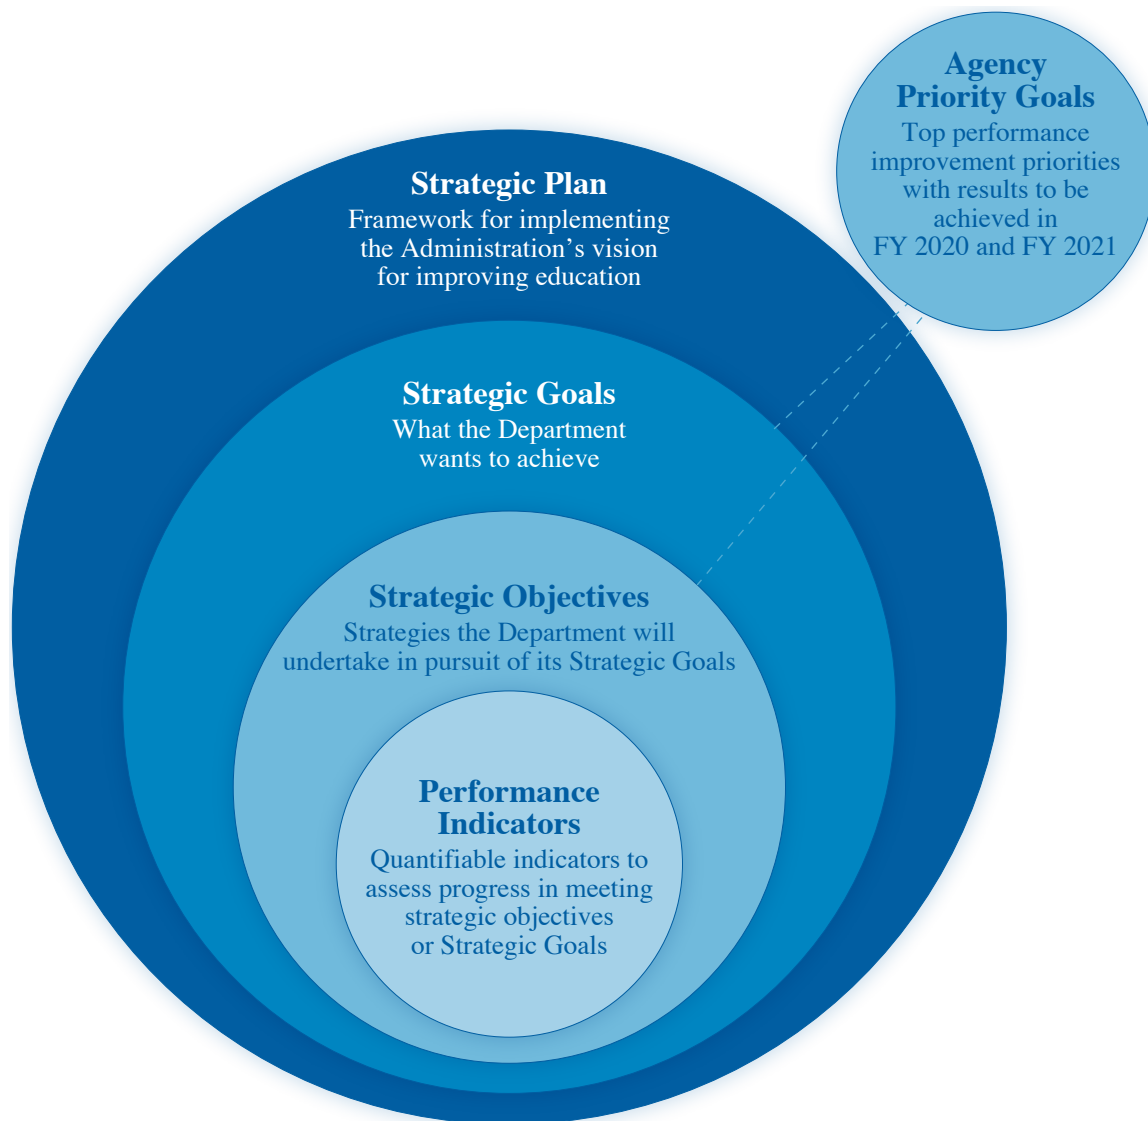 Agency
Priority Goals
Top performance
improvement priorities
with results to be
achieved in
FY 2020 and FY 2021
Strategic Plan
Framework for implementing
the Administration’s vision
for improving education
Strategic Goals
What the Department
wants to achieve
Strategic Objectives
Strategies the Department will
undertake in pursuit of its Strategic Goals
Performance
Indicators
Quantifiable indicators to
assess progress in meeting
strategic objectives
or Strategic Goals